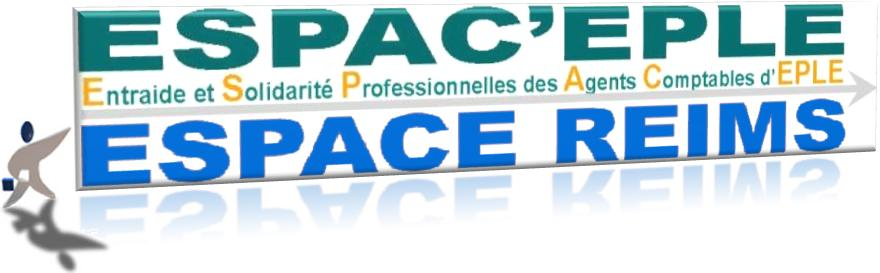 ESPAC'EPLE
Entraide et Solidarité Professionnelles des Agents Comptables d'EPLE
ESPACE REIMS